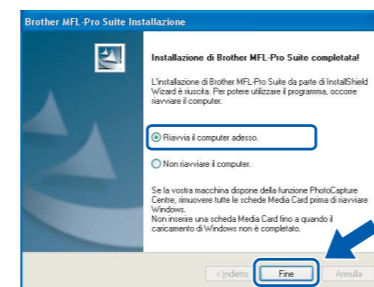 Brother MFL-Pro Suite Installazione
Installazione di Brother MFL-Pro Suite completata!
L'installazione di Brother MFL-Pro Suite da parte di InstallShield
Wizard è riuscita. Per potere utilizzare il programma, occorre
riavviare il computer.
Riavvia il computer adesso.
Non riavviare il computer.
Se la vostra macchina dispone della funzione PhotoCapture
Centre, rimuovere tutte le schede Media Card prima di riavviare
Windows.
Non inserire una scheda Media Card fino a quando il
caricamento di Windows non è completato.
< Indietro Fine Annulla